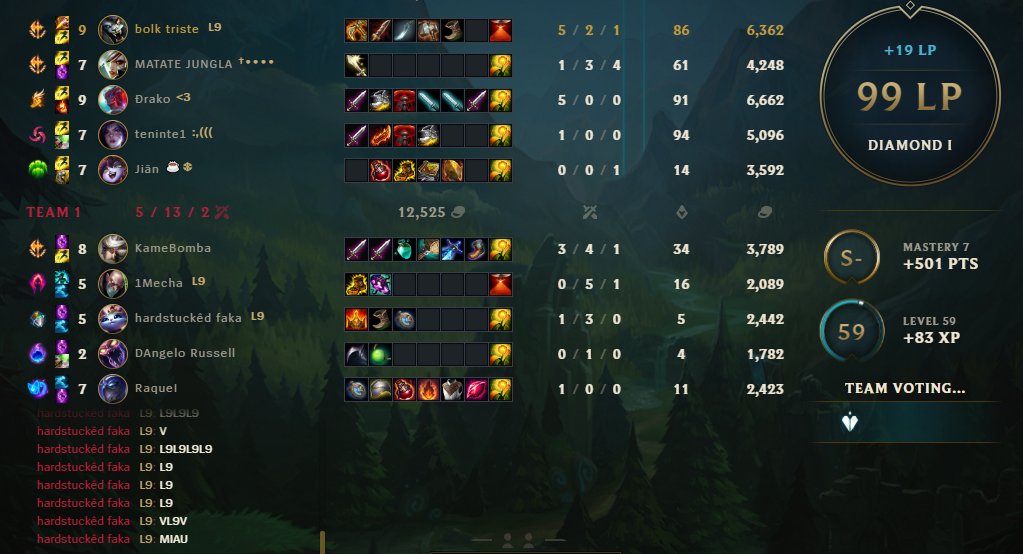 9 bolk triste L9 5 / 2 / 1 86 6,362
7 MATATE JUNGLA †•••• 1 / 3 / 4 61 4,248
9 Ðrako <3 5 / 0 / 0 91 6,662
7 teninte1 :,((( 1 / 0 / 0 94 5,096
7 Jiãn 0 / 0 / 1 14 3,592
TEAM 1 5 / 13 / 2 12,525
8 KameBomba 3 / 4 / 1 34 3,789
5 1Mecha L9 0 / 5 / 1 16 2,089
5 hardstuckêd faka L9 1 / 3 / 0 5 2,442
2 DAngelo Russell 0 / 1 / 0 4 1,782
7 Raquel 1 / 0 / 0 11 2,423
hardstuckêd faka L9: L9L9L9
hardstuckêd faka L9: V
hardstuckêd faka L9: L9L9L9L9
hardstuckêd faka L9: L9
hardstuckêd faka L9: L9
hardstuckêd faka L9: L9
hardstuckêd faka L9: VL9V
hardstuckêd faka L9: MIAU
+19 LP
99 LP
DIAMOND I
S-
MASTERY 7
+501 PTS
59
LEVEL 59
+83 XP
TEAM VOTING...